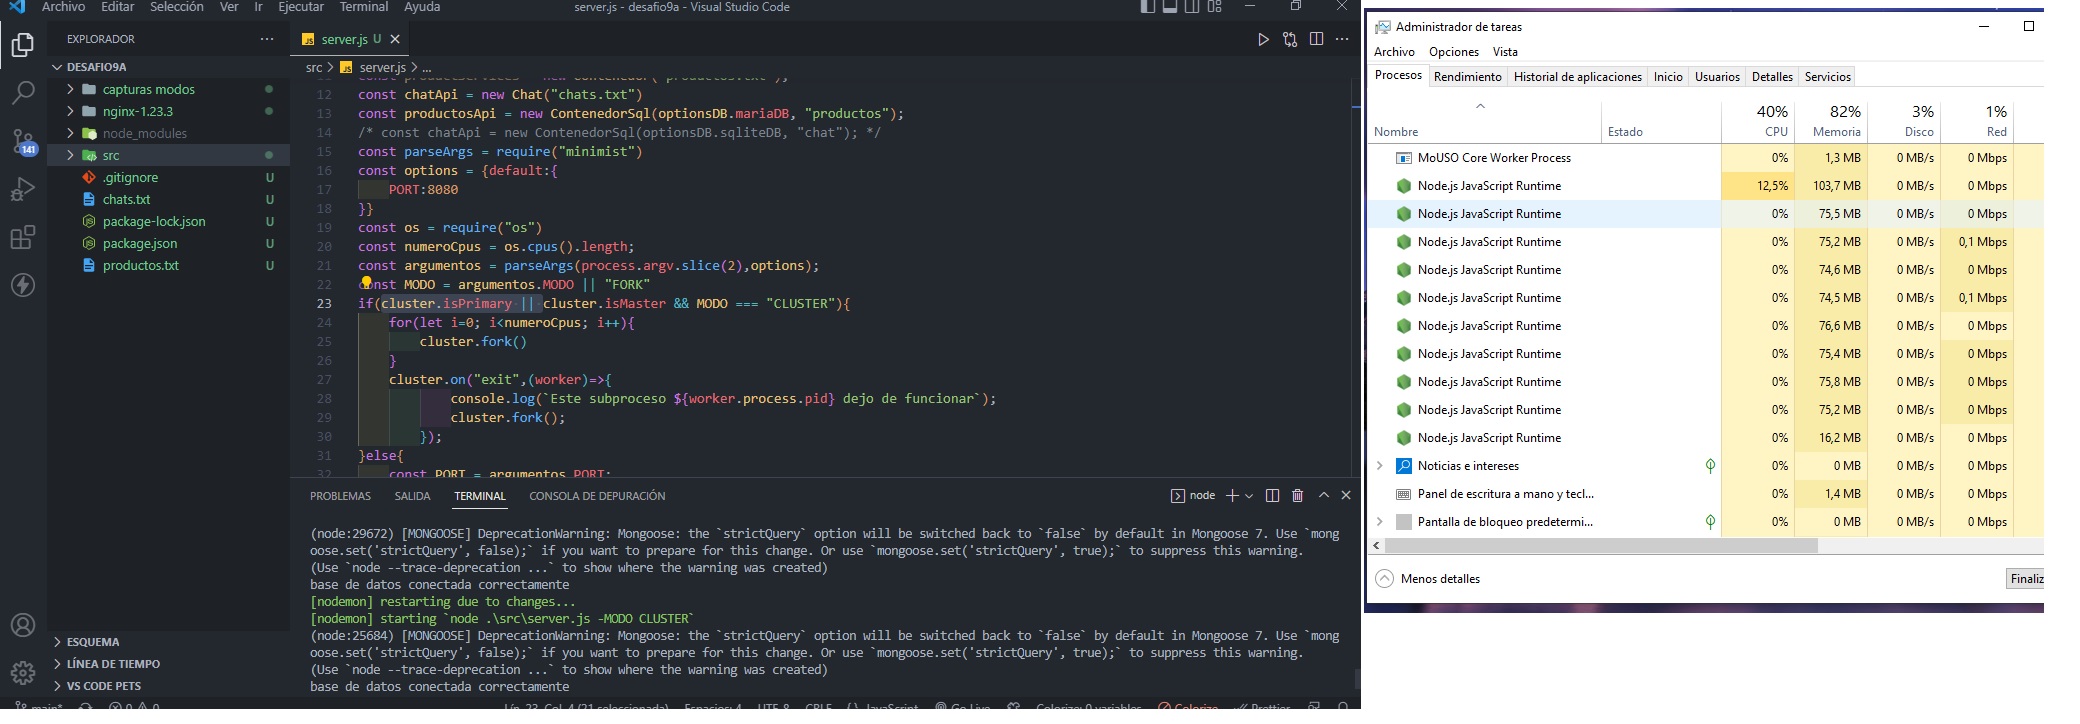 Archivo Editar Selección Ver Ir Ejecutar Terminal Ayuda
server.js - desafio9a - Visual Studio Code
EXPLORADOR
DESAFIO9A
capturas modos
nginx-1.23.3
node_modules
src
.gitignore U
chats.txt U
package-lock.json U
package.json U
productos.txt U
141
ESQUEMA
LÍNEA DE TIEMPO
VS CODE PETS
JS server.js U
src > JS server.js > ...
12 const chatApi = new Chat("chats.txt")
13 const productosApi = new ContenedorSql(optionsDB.mariaDB, "productos");
14 /* const chatApi = new ContenedorSql(optionsDB.sqliteDB, "chat"); */
15 const parseArgs = require("minimist")
16 const options = {default:{
17 PORT:8080
18 }}
19 const os = require("os")
20 const numeroCpus = os.cpus().length;
21 const argumentos = parseArgs(process.argv.slice(2),options);
22 const MODO = argumentos.MODO || "FORK"
23 if(cluster.isPrimary || cluster.isMaster && MODO === "CLUSTER"){
24 for(let i=0; i<numeroCpus; i++){
25 cluster.fork()
26 }
27 cluster.on("exit",(worker)=>{
28 console.log(`Este subproceso ${worker.process.pid} dejo de funcionar`);
29 cluster.fork();
30 });
31 }else{
32 const PORT = argumentos.PORT;
PROBLEMAS SALIDA TERMINAL CONSOLA DE DEPURACIÓN
node
(node:29672) [MONGOOSE] DeprecationWarning: Mongoose: the `strictQuery` option will be switched back to `false` by default in Mongoose 7. Use `mong
oose.set('strictQuery', false);` if you want to prepare for this change. Or use `mongoose.set('strictQuery', true);` to suppress this warning.
(Use `node --trace-deprecation ...` to show where the warning was created)
base de datos conectada correctamente
[nodemon] restarting due to changes...
[nodemon] starting `node .\src\server.js -MODO CLUSTER`
(node:25684) [MONGOOSE] DeprecationWarning: Mongoose: the `strictQuery` option will be switched back to `false` by default in Mongoose 7. Use `mong
oose.set('strictQuery', false);` if you want to prepare for this change. Or use `mongoose.set('strictQuery', true);` to suppress this warning.
(Use `node --trace-deprecation ...` to show where the warning was created)
base de datos conectada correctamente
main* 0 0 Lín. 23, Col. 4 (21 seleccionada) Espacios: 4 UTF-8 CRLF {} JavaScript Go Live Colorize: 0 variables Colorize Prettier
Administrador de tareas
Archivo Opciones Vista
Procesos Rendimiento Historial de aplicaciones Inicio Usuarios Detalles Servicios
40% 82% 3% 1%
Nombre Estado CPU Memoria Disco Red
MoUSO Core Worker Process 0% 1,3 MB 0 MB/s 0 Mbps
Node.js JavaScript Runtime 12,5% 103,7 MB 0 MB/s 0 Mbps
Node.js JavaScript Runtime 0% 75,5 MB 0 MB/s 0 Mbps
Node.js JavaScript Runtime 0% 75,2 MB 0 MB/s 0,1 Mbps
Node.js JavaScript Runtime 0% 74,6 MB 0 MB/s 0 Mbps
Node.js JavaScript Runtime 0% 74,5 MB 0 MB/s 0,1 Mbps
Node.js JavaScript Runtime 0% 76,6 MB 0 MB/s 0 Mbps
Node.js JavaScript Runtime 0% 75,4 MB 0 MB/s 0 Mbps
Node.js JavaScript Runtime 0% 75,8 MB 0 MB/s 0 Mbps
Node.js JavaScript Runtime 0% 75,2 MB 0 MB/s 0 Mbps
Node.js JavaScript Runtime 0% 16,2 MB 0 MB/s 0 Mbps
Noticias e intereses 0% 0 MB 0 MB/s 0 Mbps
Panel de escritura a mano y tecl... 0% 1,4 MB 0 MB/s 0 Mbps
Pantalla de bloqueo predetermi... 0% 0 MB 0 MB/s 0 Mbps
Menos detalles
Finaliz